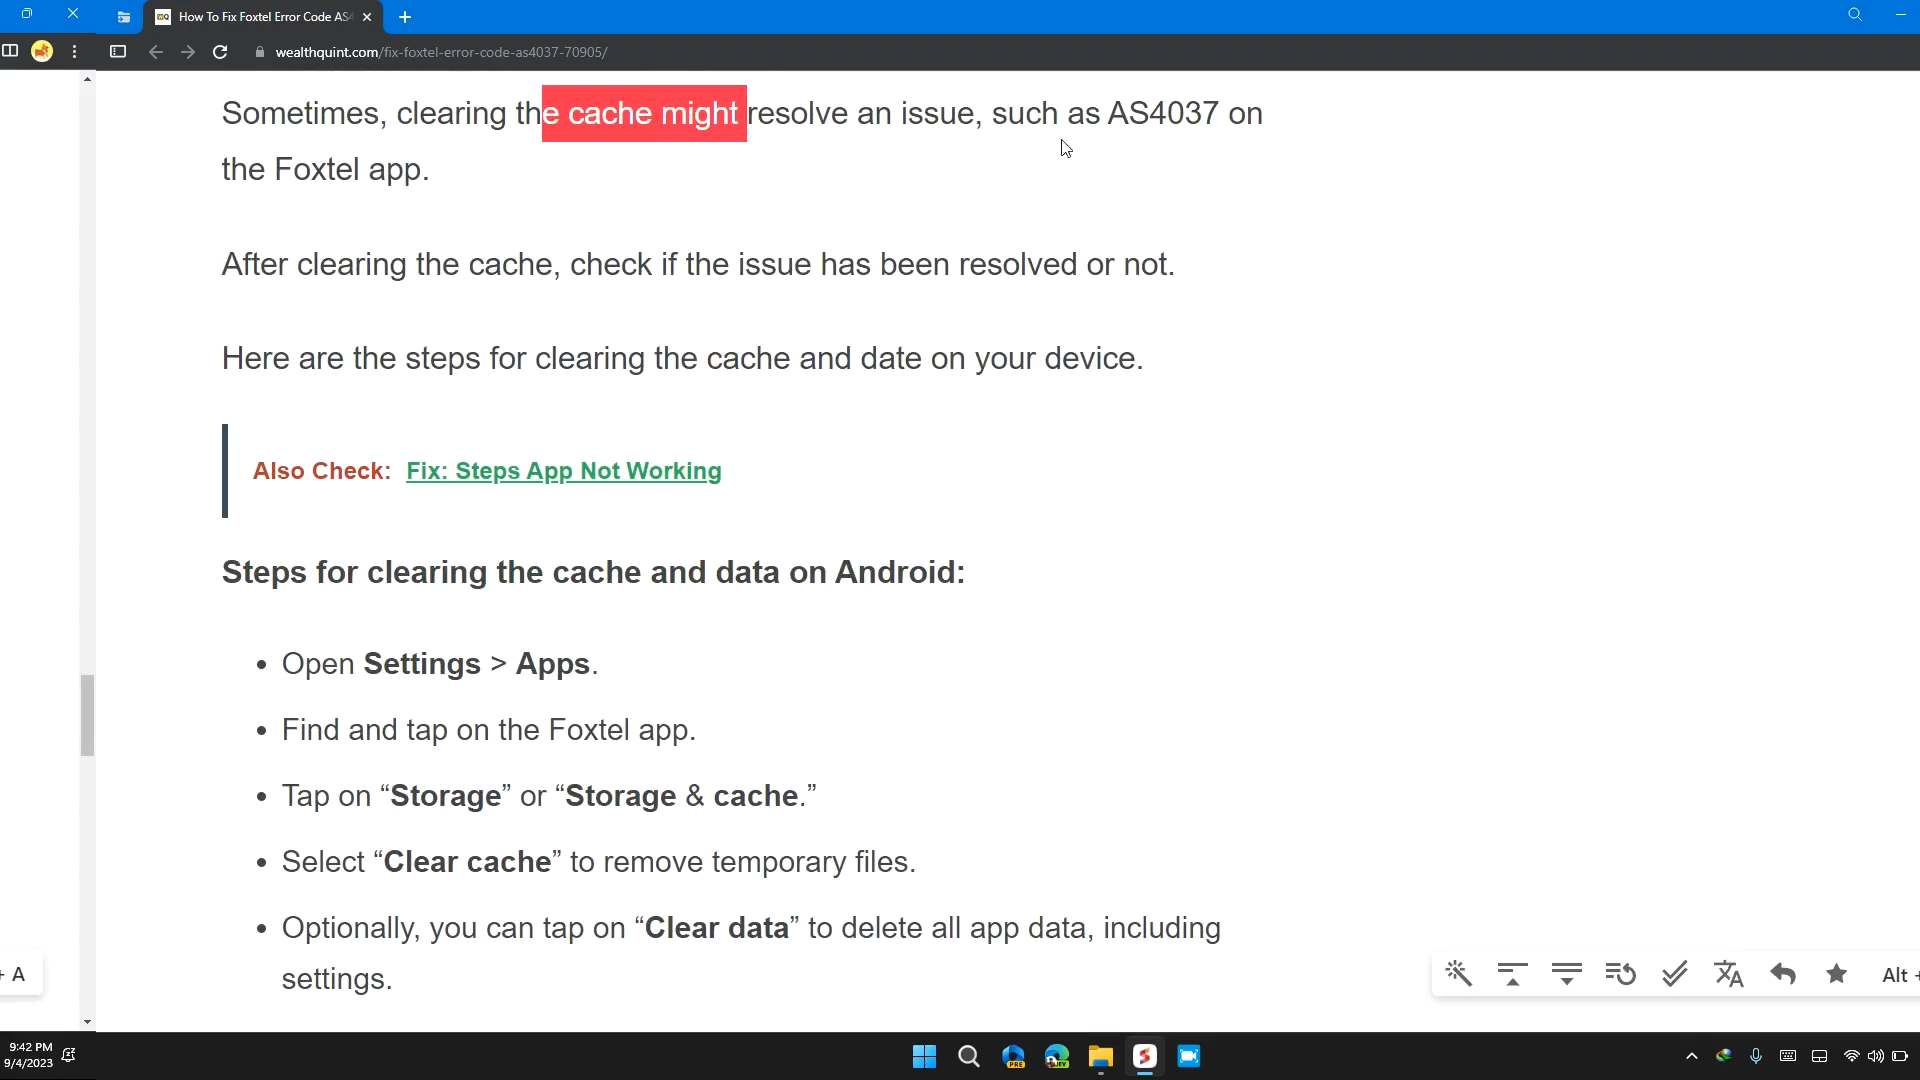 How To Fix Foxtel Error Code AS4
wealthquint.com/fix-foxtel-error-code-as4037-70905/
Sometimes, clearing the cache might resolve an issue, such as AS4037 on
the Foxtel app.
After clearing the cache, check if the issue has been resolved or not.
Here are the steps for clearing the cache and date on your device.
Also Check: Fix: Steps App Not Working
Steps for clearing the cache and data on Android:
• Open Settings > Apps.
• Find and tap on the Foxtel app.
• Tap on “Storage” or “Storage & cache.”
• Select “Clear cache” to remove temporary files.
• Optionally, you can tap on “Clear data” to delete all app data, including
settings.
+ A
Alt +
9:42 PM
9/4/2023
PRE